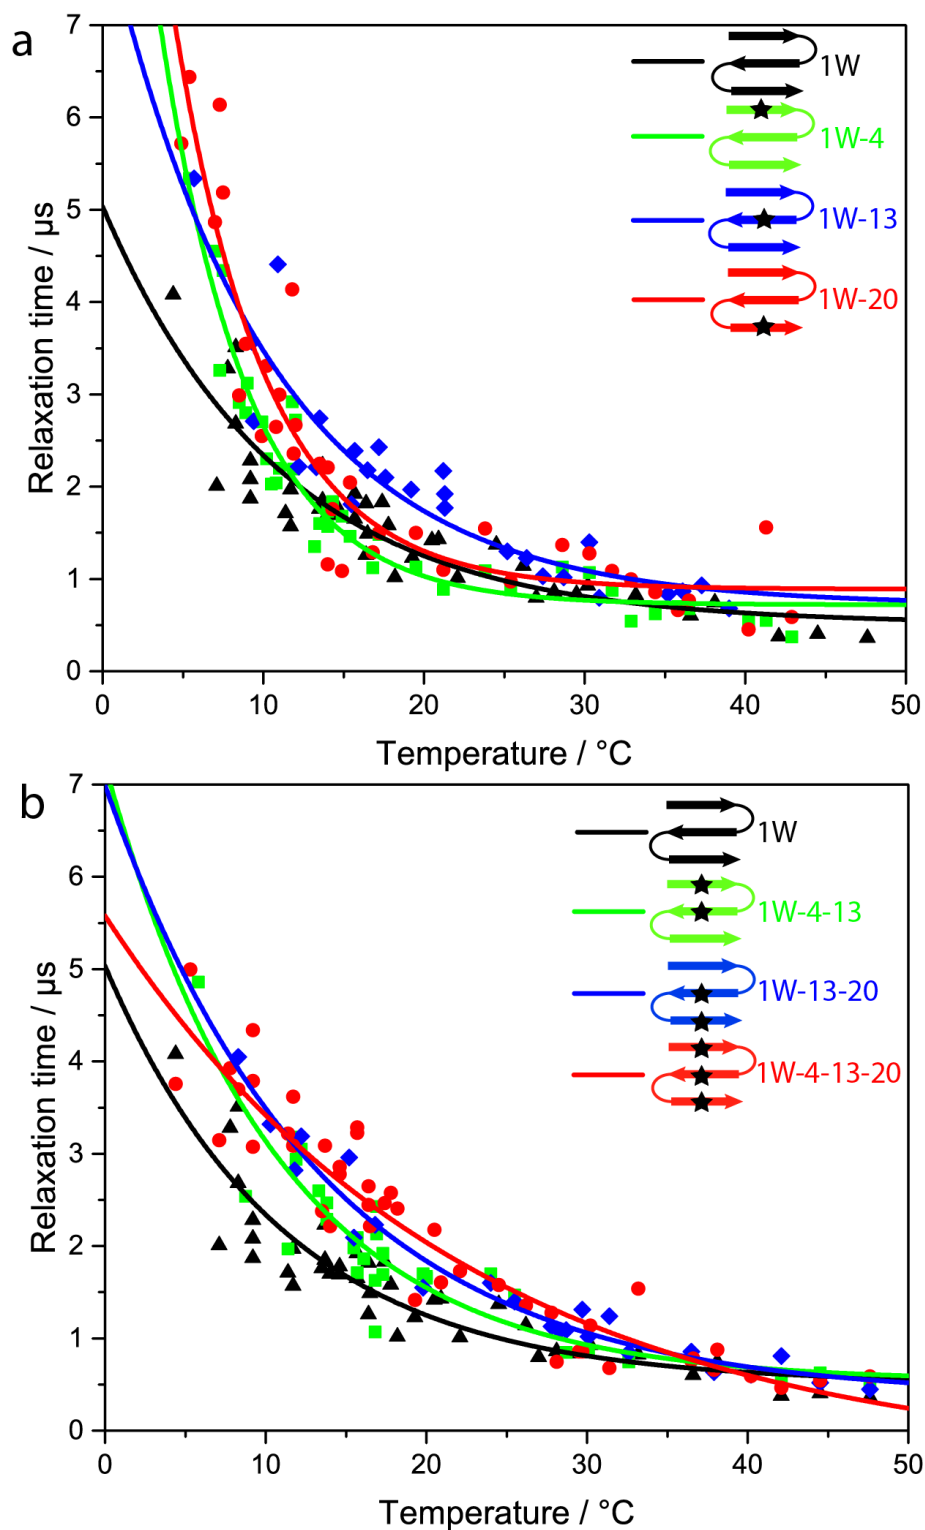 a
7
6
5
4
3
2
1
0
Relaxation time / µs
0 10 20 30 40 50
Temperature / °C
1W
1W-4
1W-13
1W-20
b
7
6
5
4
3
2
1
0
Relaxation time / µs
0 10 20 30 40 50
Temperature / °C
1W
1W-4-13
1W-13-20
1W-4-13-20